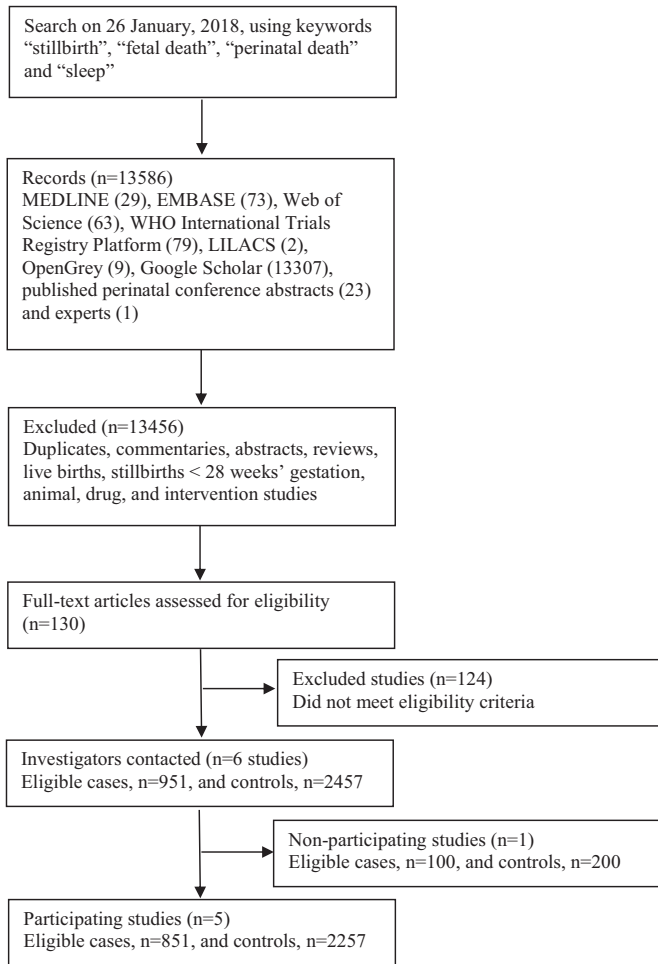 Search on 26 January, 2018, using keywords
“stillbirth”, “fetal death”, “perinatal death”
and “sleep”
Records (n=13586)
MEDLINE (29), EMBASE (73), Web of
Science (63), WHO International Trials
Registry Platform (79), LILACS (2),
OpenGrey (9), Google Scholar (13307),
published perinatal conference abstracts (23)
and experts (1)
Excluded (n=13456)
Duplicates, commentaries, abstracts, reviews,
live births, stillbirths < 28 weeks’ gestation,
animal, drug, and intervention studies
Full-text articles assessed for eligibility
(n=130)
Excluded studies (n=124)
Did not meet eligibility criteria
Investigators contacted (n=6 studies)
Eligible cases, n=951, and controls, n=2457
Non-participating studies (n=1)
Eligible cases, n=100, and controls, n=200
Participating studies (n=5)
Eligible cases, n=851, and controls, n=2257